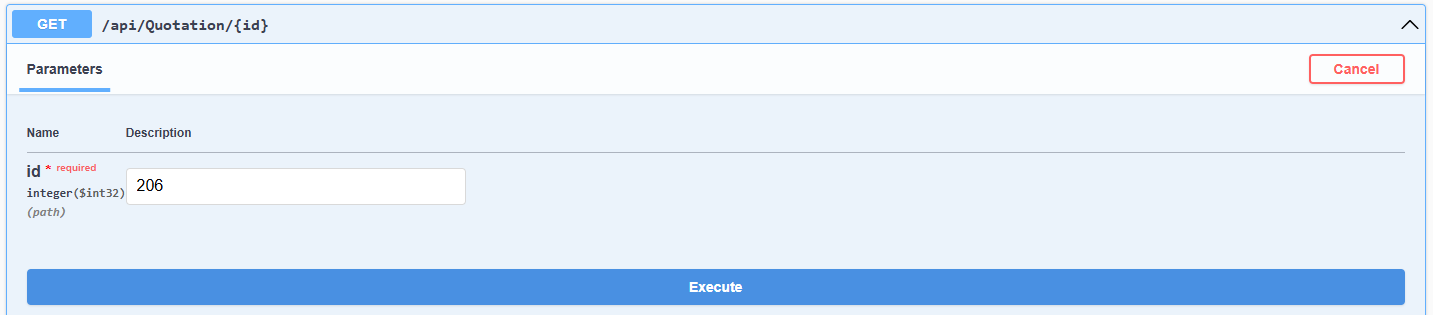 GET /api/Quotation/{id}
Parameters Cancel
Name Description
id * required
integer($int32) 206
(path)
Execute